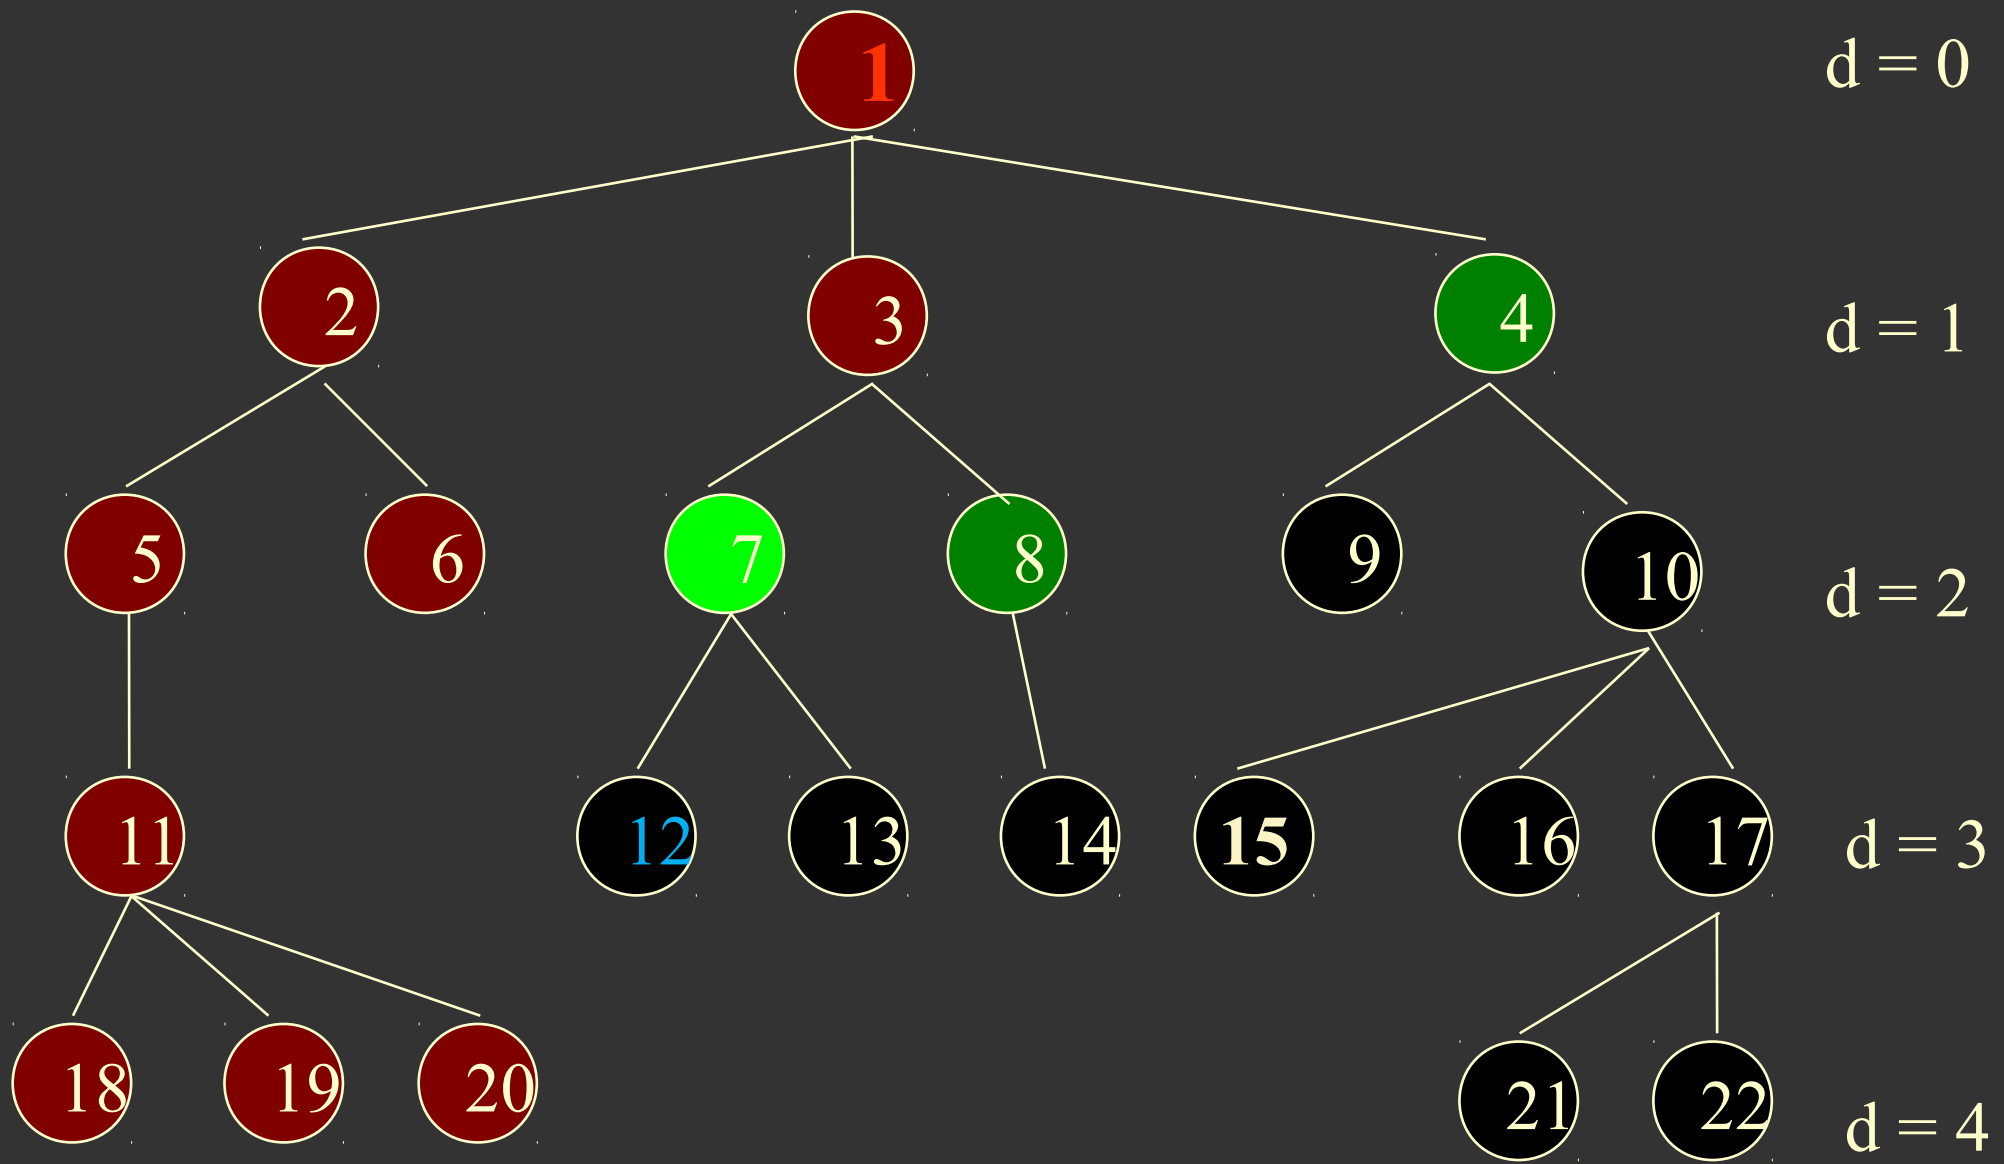 1 d = 0
2 3 4 d = 1
5 6 7 8 9 10 d = 2
11 12 13 14 15 16 17 d = 3
18 19 20 21 22 d = 4